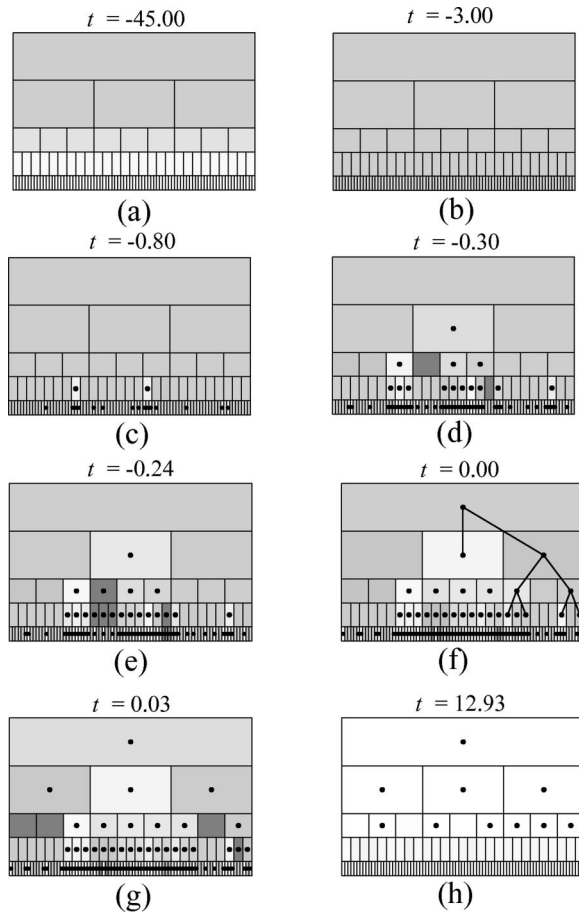 t = -45.00
t = -3.00
(a)
(b)
t = -0.80
t = -0.30
(c)
(d)
t = -0.24
t = 0.00
(e)
(f)
t = 0.03
t = 12.93
(g)
(h)